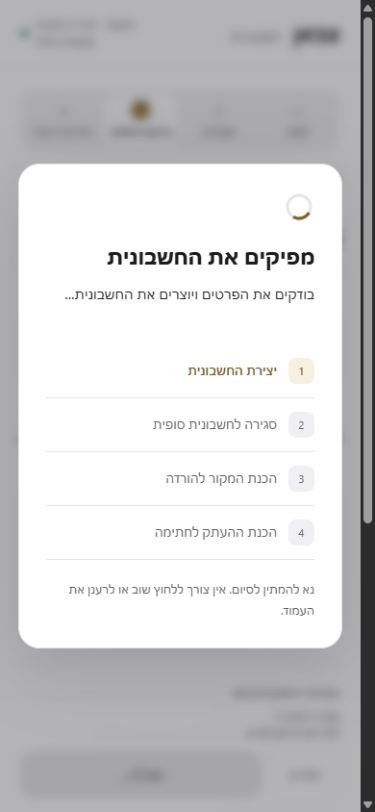 מפיקים את החשבונית
בודקים את הפרטים ויוצרים את החשבונית...
1 יצירת החשבונית
2 סגירה לחשבונית סופית
3 הכנת המקור להורדה
4 הכנת ההעתק לחתימה
נא להמתין לסיום. אין צורך ללחוץ שוב או לרענן את
העמוד.